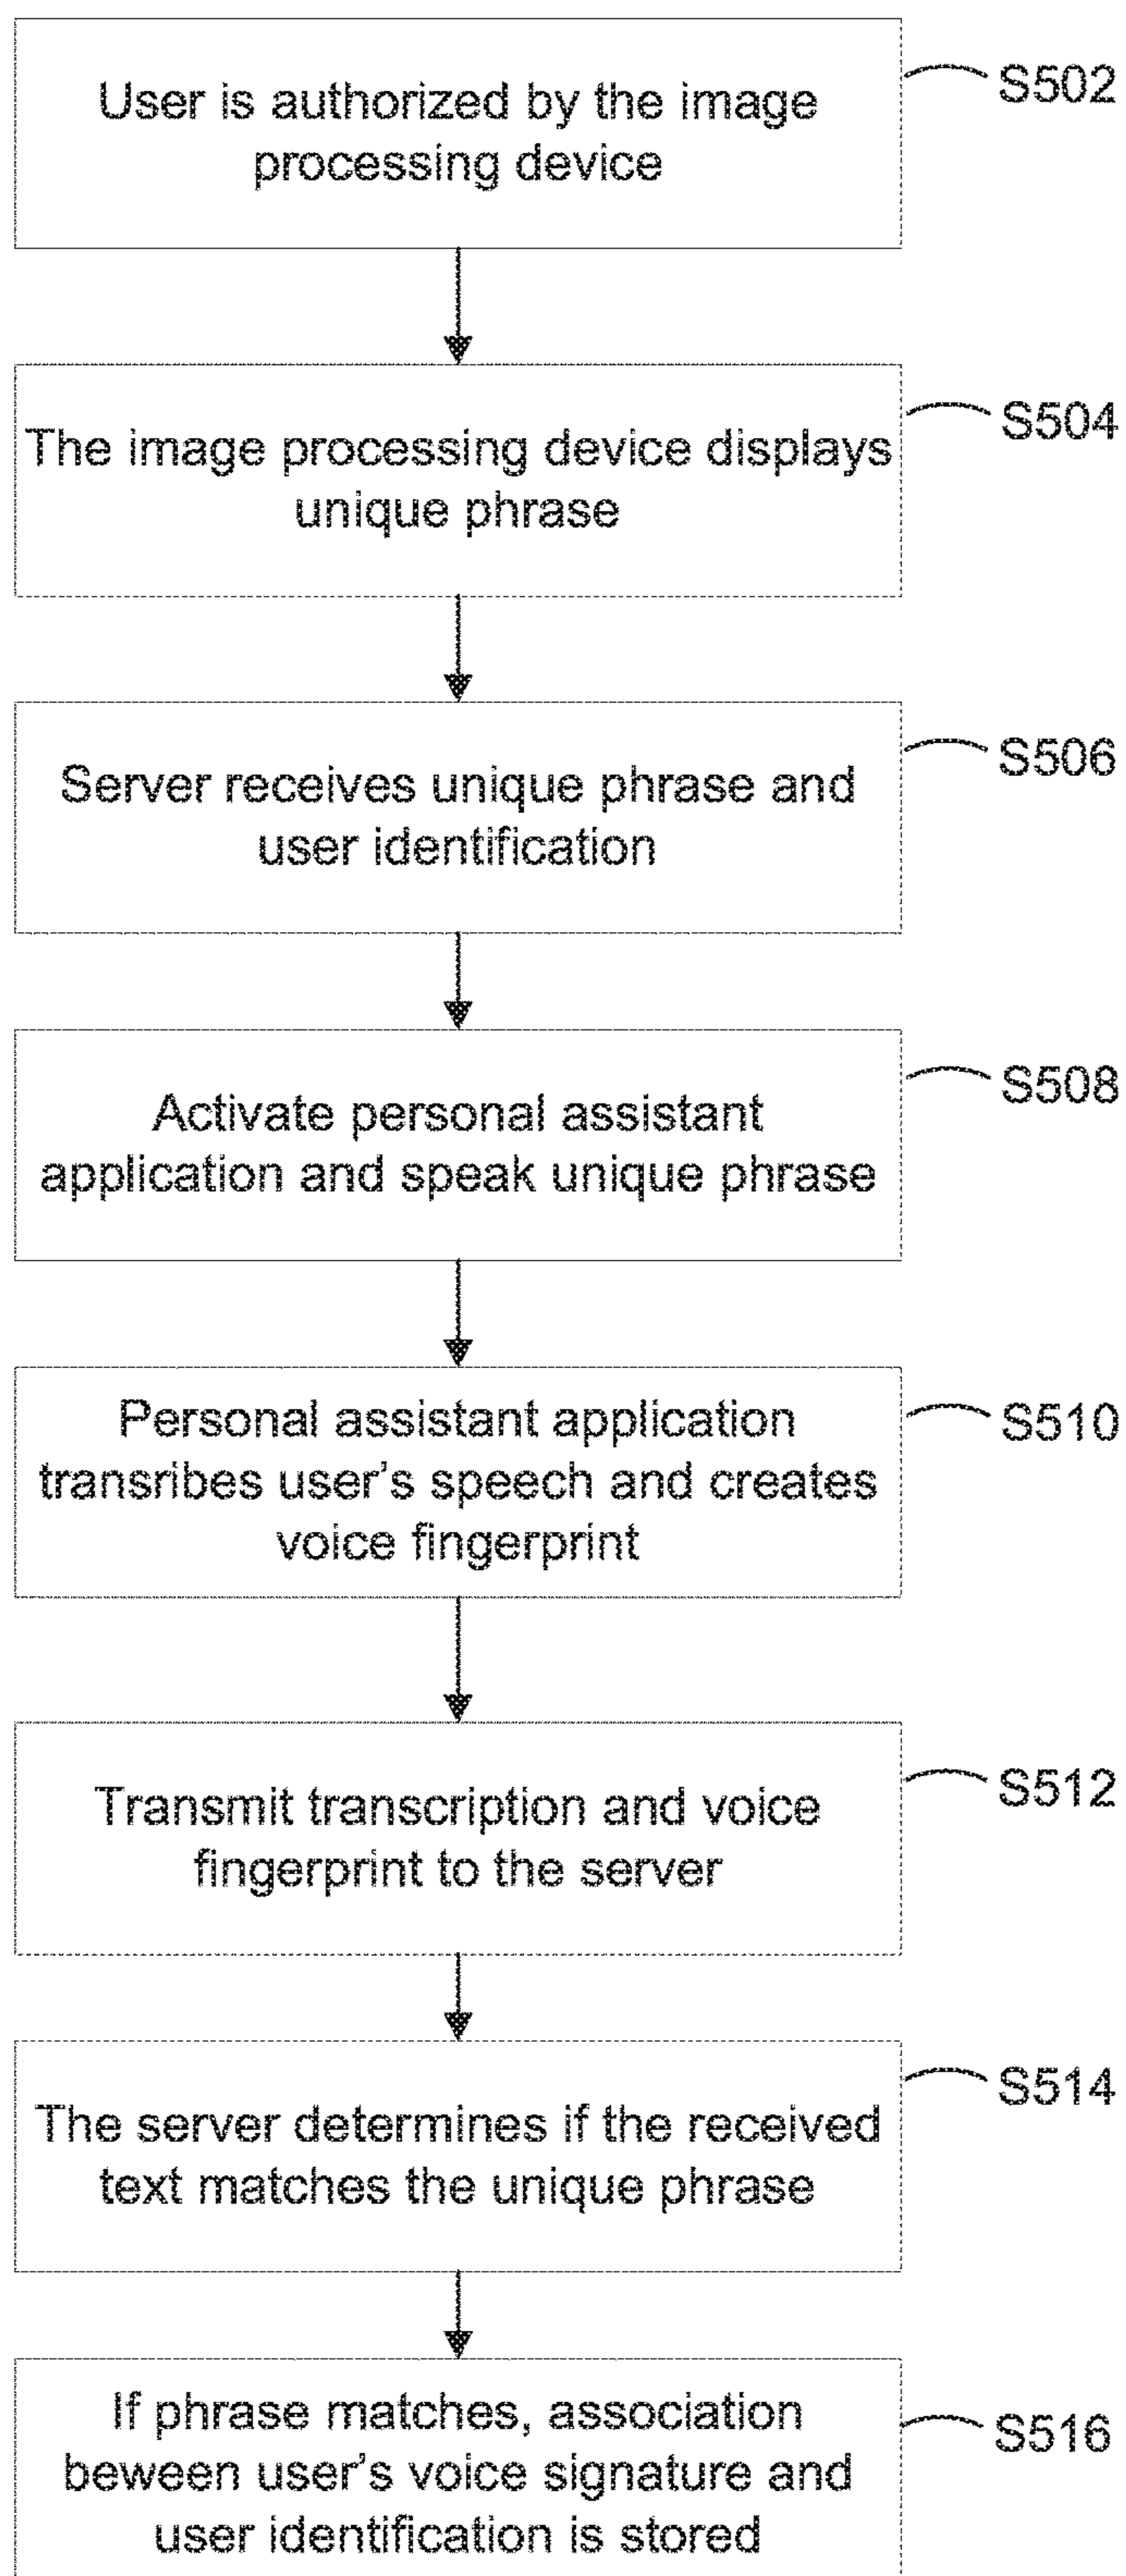 User is authorized by the image
processing device
S502
The image processing device displays
unique phrase
S504
Server receives unique phrase and
user identification
S506
Activate personal assistant
application and speak unique phrase
S508
Personal assistant application
transribes user's speech and creates
voice fingerprint
S510
Transmit transcription and voice
fingerprint to the server
S512
The server determines if the received
text matches the unique phrase
S514
If phrase matches, association
beween user's voice signature and
user identification is stored
S516